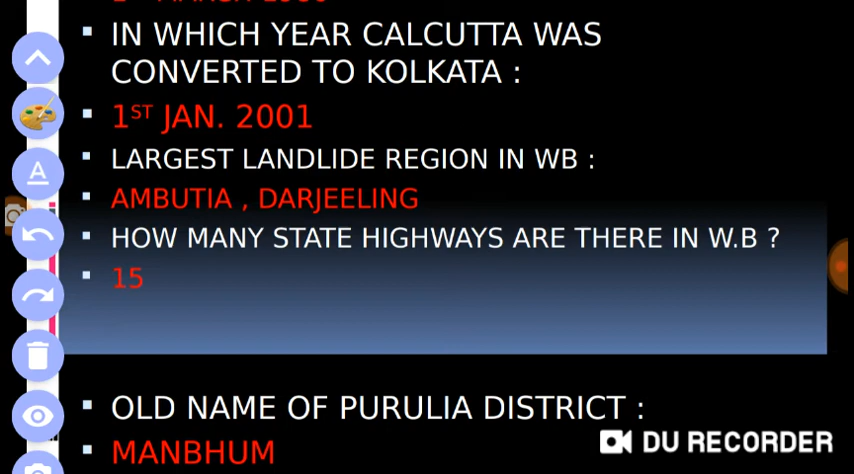 IN WHICH YEAR CALCUTTA WAS
CONVERTED TO KOLKATA :
1ST JAN. 2001
LARGEST LANDLIDE REGION IN WB :
AMBUTIA , DARJEELING
HOW MANY STATE HIGHWAYS ARE THERE IN W.B ?
15
OLD NAME OF PURULIA DISTRICT :
MANBHUM
DU RECORDER